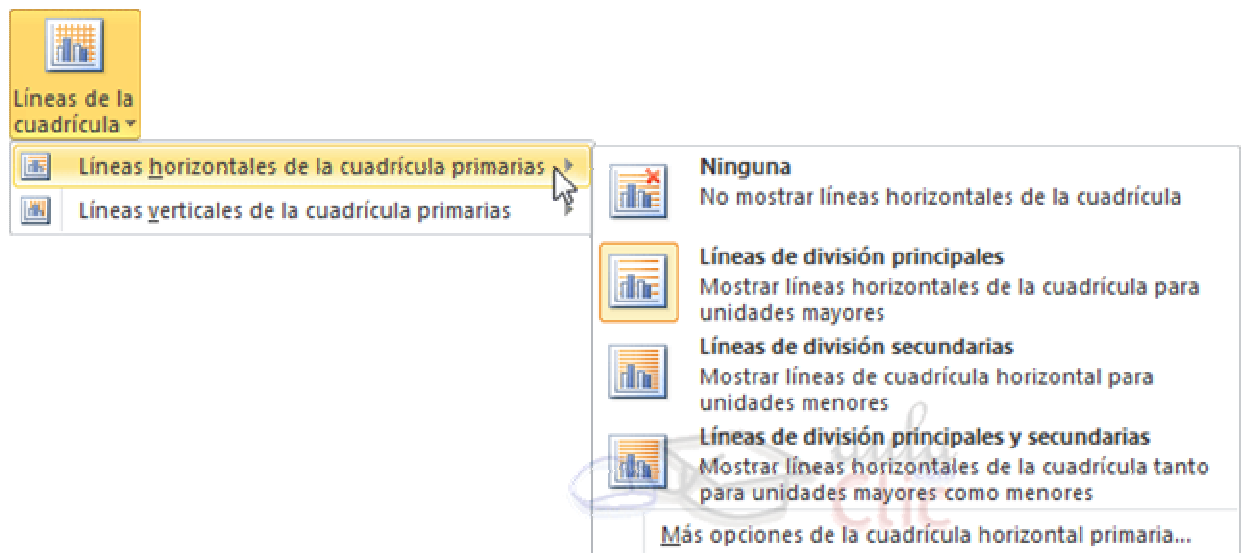 Líneas de la
cuadrícula
Líneas horizontales de la cuadrícula primarias
Líneas verticales de la cuadrícula primarias
Ninguna
No mostrar líneas horizontales de la cuadrícula
Líneas de división principales
Mostrar líneas horizontales de la cuadrícula para
unidades mayores
Líneas de división secundarias
Mostrar líneas de cuadrícula horizontal para
unidades menores
Líneas de división principales y secundarias
Mostrar líneas horizontales de la cuadrícula tanto
para unidades mayores como menores
Más opciones de la cuadrícula horizontal primaria...
aula
clic